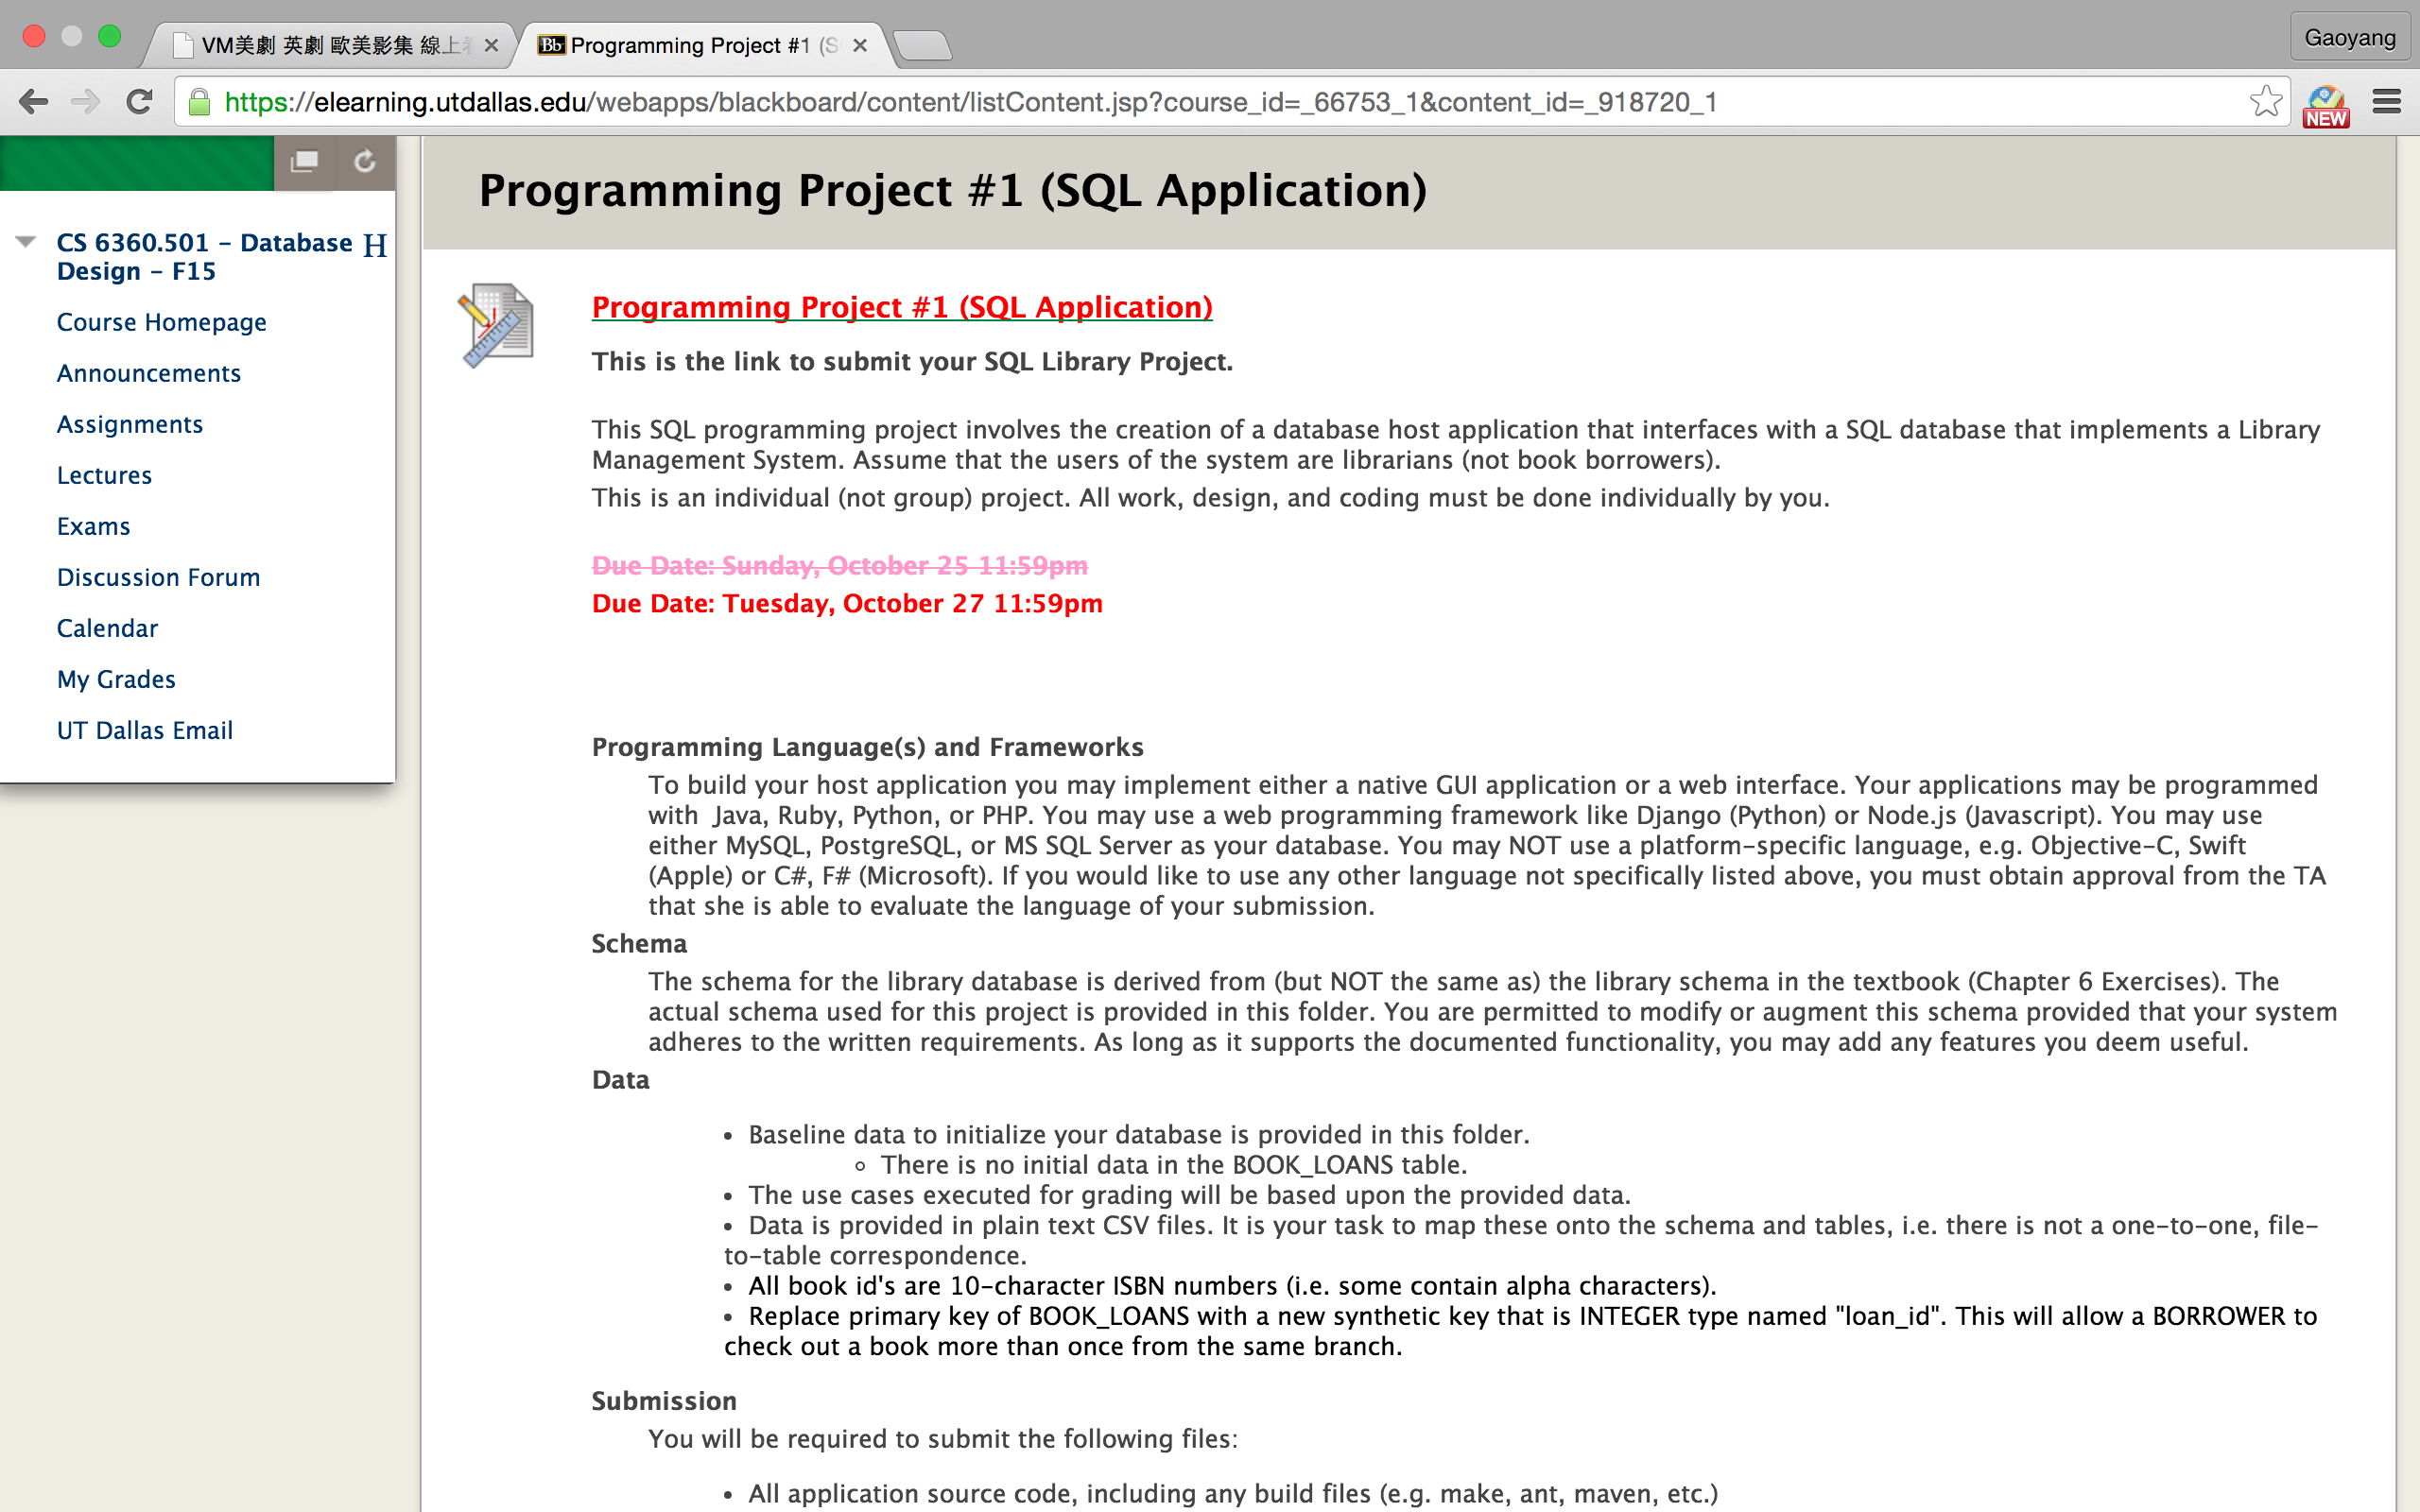 VM美劇 英劇 歐美影集 線上
Bb Programming Project #1 (S
Gaoyang
https://elearning.utdallas.edu/webapps/blackboard/content/listContent.jsp?course_id=_66753_1&content_id=_918720_1
NEW
Programming Project #1 (SQL Application)
CS 6360.501 - Database H
Design - F15
Course Homepage
Announcements
Assignments
Lectures
Exams
Discussion Forum
Calendar
My Grades
UT Dallas Email
Programming Project #1 (SQL Application)
This is the link to submit your SQL Library Project.
This SQL programming project involves the creation of a database host application that interfaces with a SQL database that implements a Library
Management System. Assume that the users of the system are librarians (not book borrowers).
This is an individual (not group) project. All work, design, and coding must be done individually by you.
Due Date: Sunday, October 25 11:59pm
Due Date: Tuesday, October 27 11:59pm
Programming Language(s) and Frameworks
To build your host application you may implement either a native GUI application or a web interface. Your applications may be programmed
with Java, Ruby, Python, or PHP. You may use a web programming framework like Django (Python) or Node.js (Javascript). You may use
either MySQL, PostgreSQL, or MS SQL Server as your database. You may NOT use a platform-specific language, e.g. Objective-C, Swift
(Apple) or C#, F# (Microsoft). If you would like to use any other language not specifically listed above, you must obtain approval from the TA
that she is able to evaluate the language of your submission.
Schema
The schema for the library database is derived from (but NOT the same as) the library schema in the textbook (Chapter 6 Exercises). The
actual schema used for this project is provided in this folder. You are permitted to modify or augment this schema provided that your system
adheres to the written requirements. As long as it supports the documented functionality, you may add any features you deem useful.
Data
• Baseline data to initialize your database is provided in this folder.
○ There is no initial data in the BOOK_LOANS table.
• The use cases executed for grading will be based upon the provided data.
• Data is provided in plain text CSV files. It is your task to map these onto the schema and tables, i.e. there is not a one-to-one, file-
to-table correspondence.
• All book id's are 10-character ISBN numbers (i.e. some contain alpha characters).
• Replace primary key of BOOK_LOANS with a new synthetic key that is INTEGER type named "loan_id". This will allow a BORROWER to
check out a book more than once from the same branch.
Submission
You will be required to submit the following files:
• All application source code, including any build files (e.g. make, ant, maven, etc.)